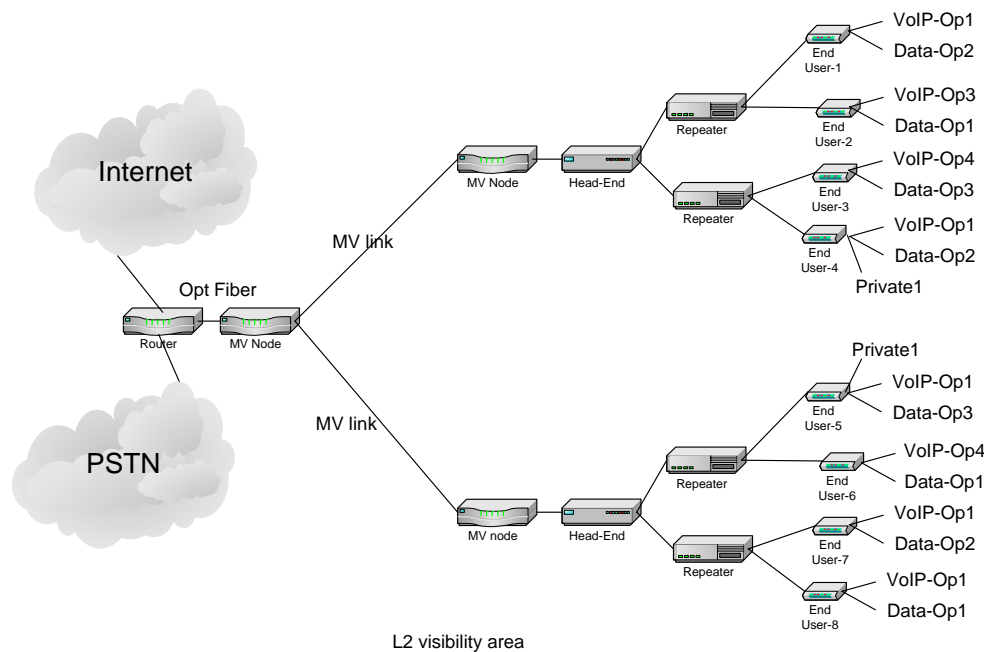 VoIP-Op1
End
User-1
Data-Op2
Repeater
VoIP-Op3
End
User-2
Data-Op1
Internet
MV Node
Head-End
VoIP-Op4
End
User-3
Data-Op3
Repeater
VoIP-Op1
End
User-4
Data-Op2
Private1
MV link
Opt Fiber
Router
MV Node
Private1
VoIP-Op1
End
User-5
Data-Op3
MV link
PSTN
Repeater
VoIP-Op4
End
User-6
Data-Op1
MV node
Head-End
VoIP-Op1
End
User-7
Data-Op2
Repeater
VoIP-Op1
End
User-8
Data-Op1
L2 visibility area